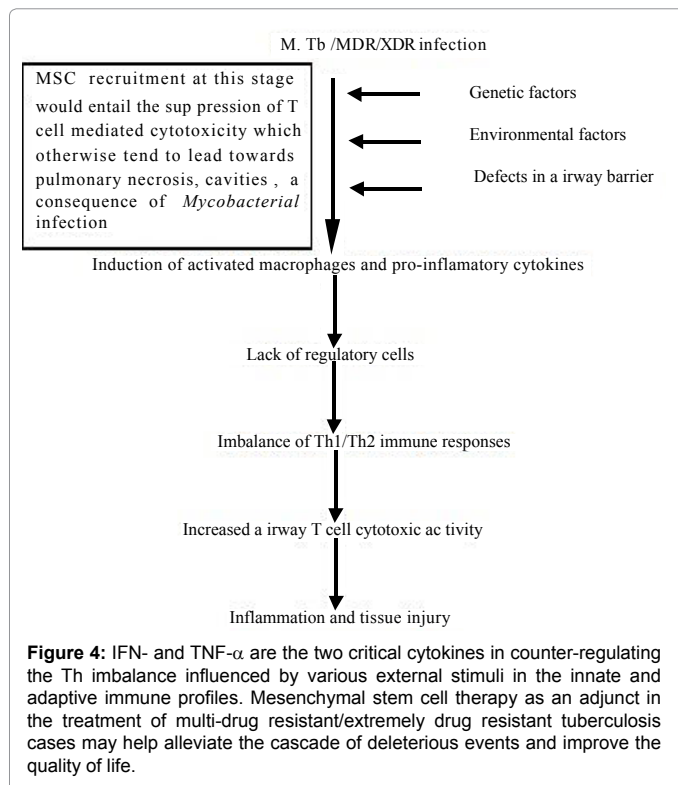 M. Tb /MDR/XDR infection
MSC recruitment at this stage
would entail the sup pression of T
cell mediated cytotoxicity which
otherwise tend to lead towards
pulmonary necrosis, cavities , a
consequence of Mycobacterial
infection
Genetic factors
Environmental factors
Defects in a irway barrier
Induction of activated macrophages and pro-inflamatory cytokines
Lack of regulatory cells
Imbalance of Th1/Th2 immune responses
Increased a irway T cell cytotoxic ac tivity
Inflammation and tissue injury
Figure 4: IFN- and TNF-α are the two critical cytokines in counter-regulating
the Th imbalance influenced by various external stimuli in the innate and
adaptive immune profiles. Mesenchymal stem cell therapy as an adjunct in
the treatment of multi-drug resistant/extremely drug resistant tuberculosis
cases may help alleviate the cascade of deleterious events and improve the
quality of life.